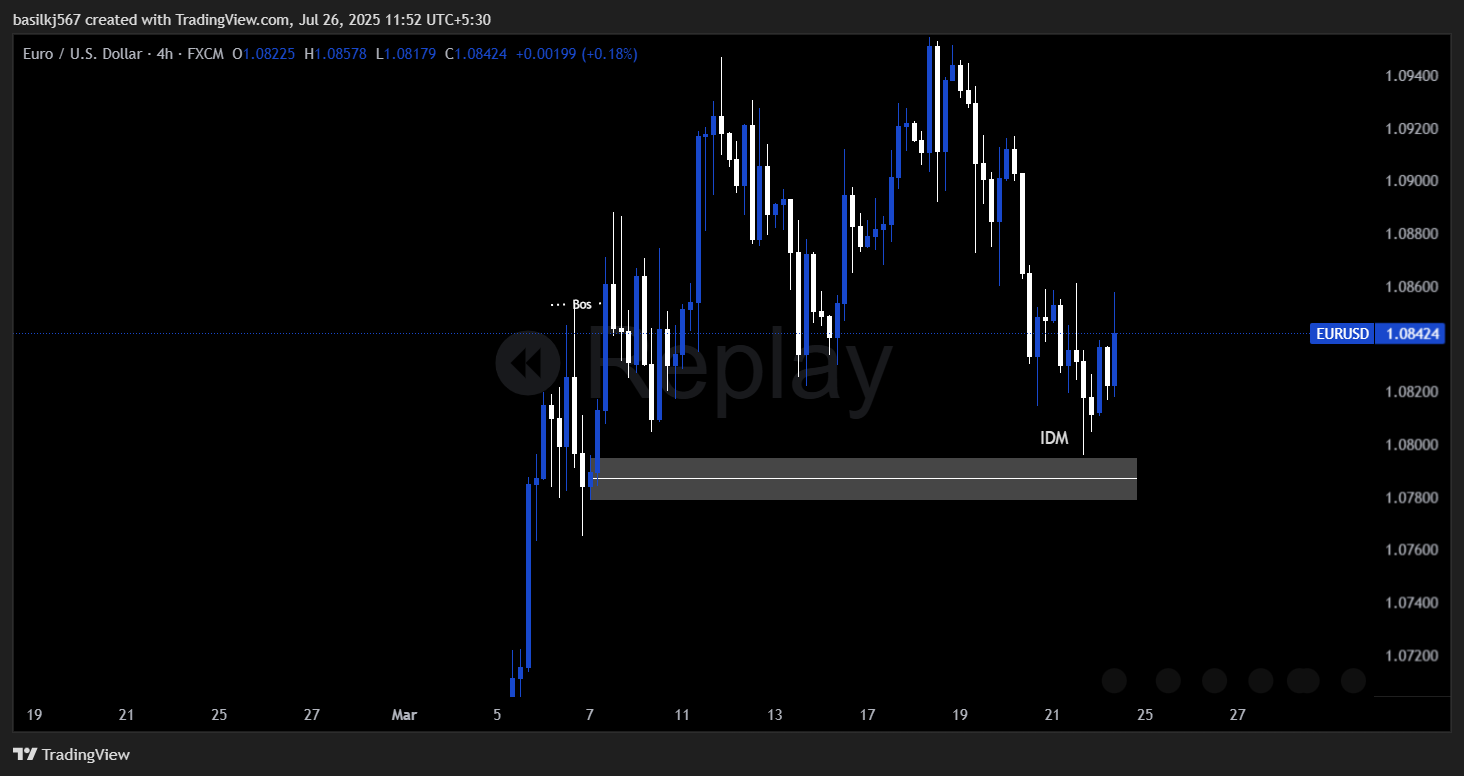 basilkj567 created with TradingView.com, Jul 26, 2025 11:52 UTC+5:30
Euro / U.S. Dollar · 4h · FXCM O1.08225 H1.08578 L1.08179 C1.08424 +0.00199 (+0.18%)
1.09400
1.09200
1.09000
1.08800
1.08600
Bos
EURUSD 1.08424
Replay
1.08200
IDM
1.08000
1.07800
1.07600
1.07400
1.07200
19 21 25 27 Mar 5 7 11 13 17 19 21 25 27
TradingView